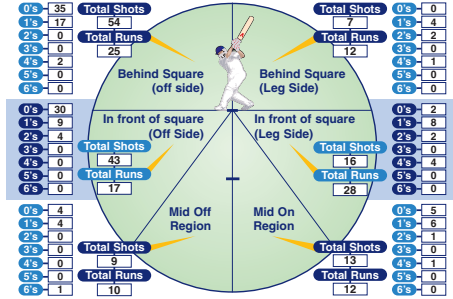 0's 35
1's 17
2's 0
3's 0
4's 2
5's 0
6's 0
Total Shots
54
Total Runs
25
Behind Square
(off side)
Total Shots
7
Total Runs
12
Behind Square
(Leg Side)
0's 0
1's 4
2's 2
3's 0
4's 1
5's 0
6's 0
0's 30
1's 9
2's 4
3's 0
4's 0
5's 0
6's 0
In front of square
(Off Side)
Total Shots
43
Total Runs
17
In front of square
(Leg Side)
Total Shots
16
Total Runs
28
0's 2
1's 8
2's 2
3's 0
4's 4
5's 0
6's 0
0's 4
1's 4
2's 0
3's 0
4's 0
5's 0
6's 1
Mid Off
Region
Total Shots
9
Total Runs
10
Mid On
Region
Total Shots
13
Total Runs
12
0's 5
1's 6
2's 1
3's 0
4's 1
5's 0
6's 0